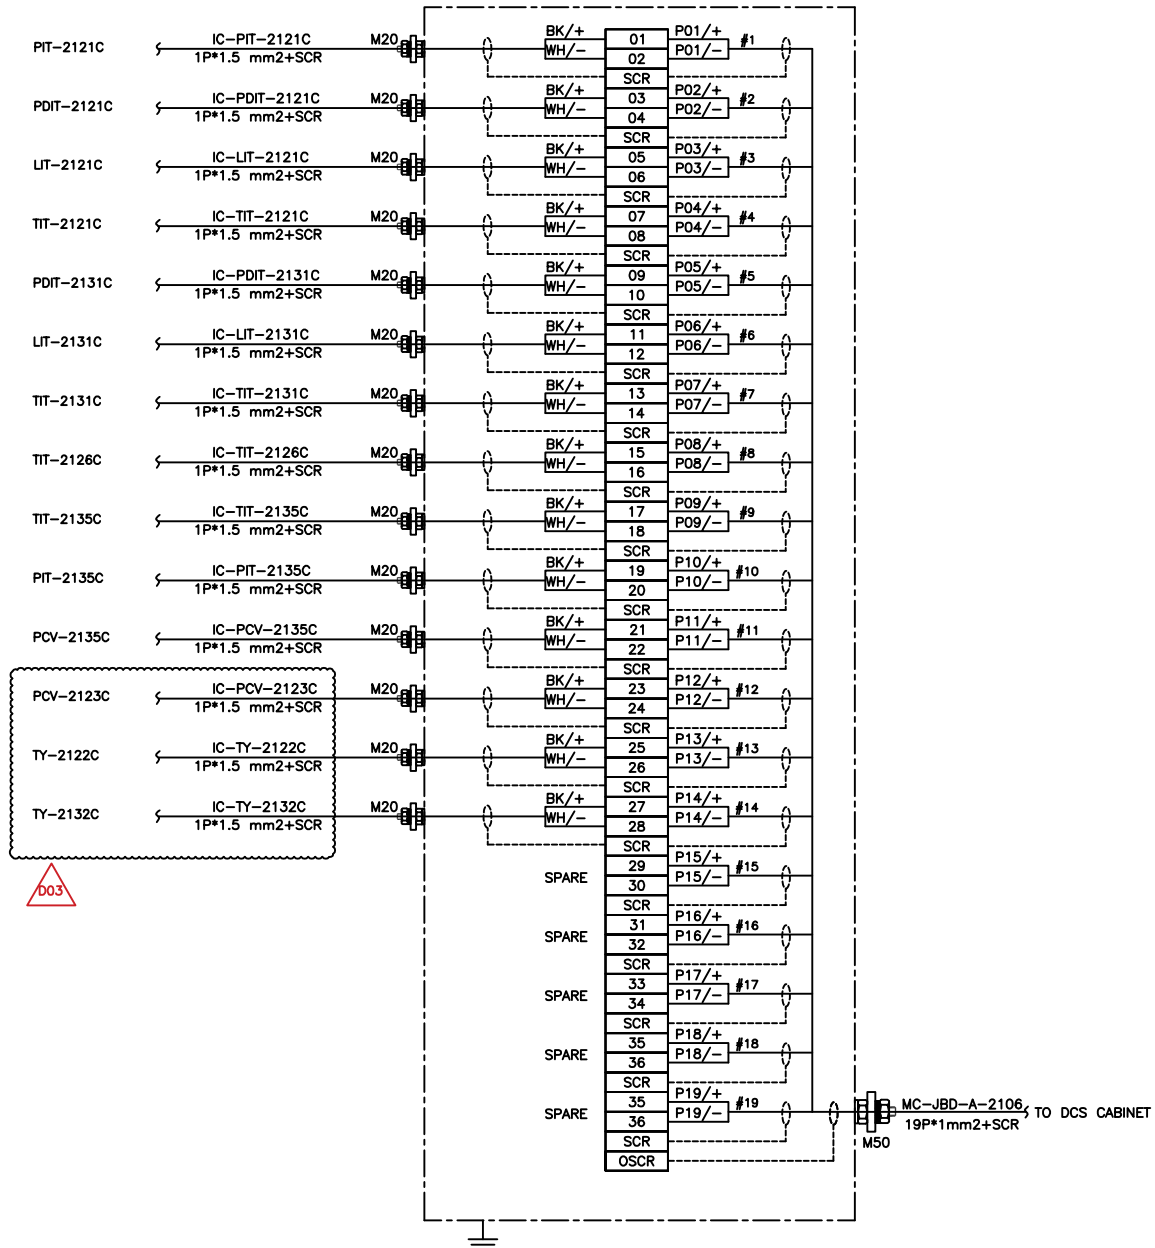 BK/+ 01 P01/+
PIT-2121C IC-PIT-2121C M20 WH/- 02 P01/- #1
1P*1.5 mm2+SCR SCR
BK/+ 03 P02/+
PDIT-2121C IC-PDIT-2121C M20 WH/- 04 P02/- #2
1P*1.5 mm2+SCR SCR
BK/+ 05 P03/+
LIT-2121C IC-LIT-2121C M20 WH/- 06 P03/- #3
1P*1.5 mm2+SCR SCR
BK/+ 07 P04/+
TIT-2121C IC-TIT-2121C M20 WH/- 08 P04/- #4
1P*1.5 mm2+SCR SCR
BK/+ 09 P05/+
PDIT-2131C IC-PDIT-2131C M20 WH/- 10 P05/- #5
1P*1.5 mm2+SCR SCR
BK/+ 11 P06/+
LIT-2131C IC-LIT-2131C M20 WH/- 12 P06/- #6
1P*1.5 mm2+SCR SCR
BK/+ 13 P07/+
TIT-2131C IC-TIT-2131C M20 WH/- 14 P07/- #7
1P*1.5 mm2+SCR SCR
BK/+ 15 P08/+
TIT-2126C IC-TIT-2126C M20 WH/- 16 P08/- #8
1P*1.5 mm2+SCR SCR
BK/+ 17 P09/+
TIT-2135C IC-TIT-2135C M20 WH/- 18 P09/- #9
1P*1.5 mm2+SCR SCR
BK/+ 19 P10/+
PIT-2135C IC-PIT-2135C M20 WH/- 20 P10/- #10
1P*1.5 mm2+SCR SCR
BK/+ 21 P11/+
PCV-2135C IC-PCV-2135C M20 WH/- 22 P11/- #11
1P*1.5 mm2+SCR SCR
BK/+ 23 P12/+
PCV-2123C IC-PCV-2123C M20 WH/- 24 P12/- #12
1P*1.5 mm2+SCR SCR
BK/+ 25 P13/+
TY-2122C IC-TY-2122C M20 WH/- 26 P13/- #13
1P*1.5 mm2+SCR SCR
BK/+ 27 P14/+
TY-2132C IC-TY-2132C M20 WH/- 28 P14/- #14
1P*1.5 mm2+SCR SCR
D03
29 P15/+
SPARE 30 P15/- #15
SCR
31 P16/+
SPARE 32 P16/- #16
SCR
33 P17/+
SPARE 34 P17/- #17
SCR
35 P18/+
SPARE 36 P18/- #18
SCR
35 P19/+
SPARE 36 P19/- #19
SCR
OSCR
MC-JBD-A-2106 TO DCS CABINET
19P*1mm2+SCR
M50